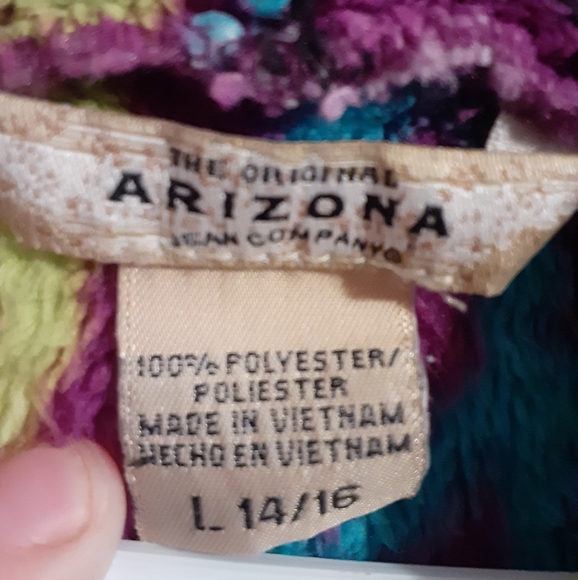 THE ORIGINAL
ARIZONA
JEAN COMPANY®
100% POLYESTER/
POLIESTER
MADE IN VIETNAM
HECHO EN VIETNAM
L 14/16